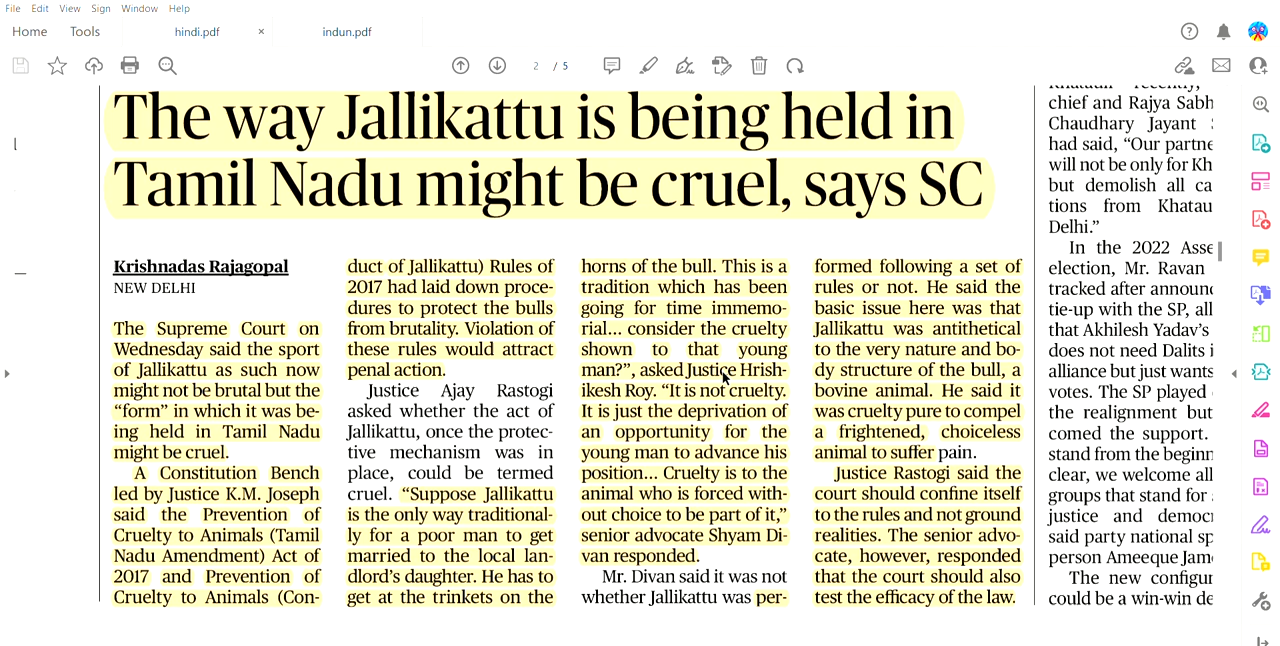 File Edit View Sign Window Help
Home Tools hindi.pdf × indun.pdf
2 / 5
The way Jallikattu is being held in
Tamil Nadu might be cruel, says SC
Krishnadas Rajagopal
NEW DELHI
The Supreme Court on
Wednesday said the sport
of Jallikattu as such now
might not be brutal but the
“form” in which it was be-
ing held in Tamil Nadu
might be cruel.
A Constitution Bench
led by Justice K.M. Joseph
said the Prevention of
Cruelty to Animals (Tamil
Nadu Amendment) Act of
2017 and Prevention of
Cruelty to Animals (Con-
duct of Jallikattu) Rules of
2017 had laid down proce-
dures to protect the bulls
from brutality. Violation of
these rules would attract
penal action.
Justice Ajay Rastogi
asked whether the act of
Jallikattu, once the protec-
tive mechanism was in
place, could be termed
cruel. “Suppose Jallikattu
is the only way traditional-
ly for a poor man to get
married to the local lan-
dlord’s daughter. He has to
get at the trinkets on the
horns of the bull. This is a
tradition which has been
going for time immemo-
rial... consider the cruelty
shown to that young
man?”, asked Justice Hrish-
ikesh Roy. “It is not cruelty.
It is just the deprivation of
an opportunity for the
young man to advance his
position... Cruelty is to the
animal who is forced with-
out choice to be part of it,”
senior advocate Shyam Di-
van responded.
Mr. Divan said it was not
whether Jallikattu was per-
formed following a set of
rules or not. He said the
basic issue here was that
Jallikattu was antithetical
to the very nature and bo-
dy structure of the bull, a
bovine animal. He said it
was cruelty pure to compel
a frightened, choiceless
animal to suffer pain.
Justice Rastogi said the
court should confine itself
to the rules and not ground
realities. The senior advo-
cate, however, responded
that the court should also
test the efficacy of the law.
chief and Rajya Sabh
Chaudhary Jayant
had said, “Our partne
will not be only for Kh
but demolish all ca
tions from Khatau
Delhi.”
In the 2022 Asse
election, Mr. Ravan
tracked after announc
tie-up with the SP, all
that Akhilesh Yadav’s
does not need Dalits i
alliance but just wants
votes. The SP played
the realignment but
comed the support.
stand from the beginn
clear, we welcome all
groups that stand for
justice and democr
said party national sp
person Ameeque Jam
The new configur
could be a win-win de